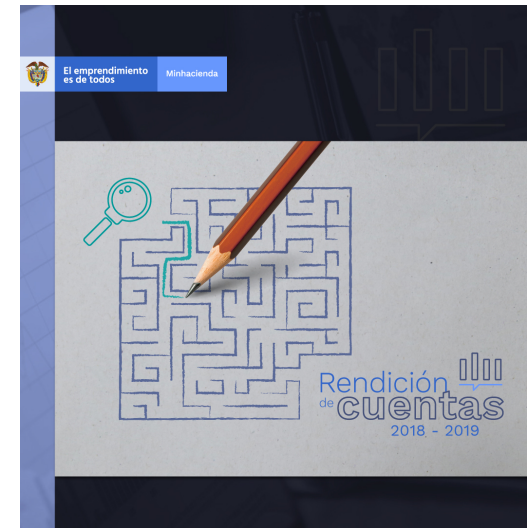 El emprendimiento
es de todos
Minhacienda
Rendición
de cuentas
2018 - 2019